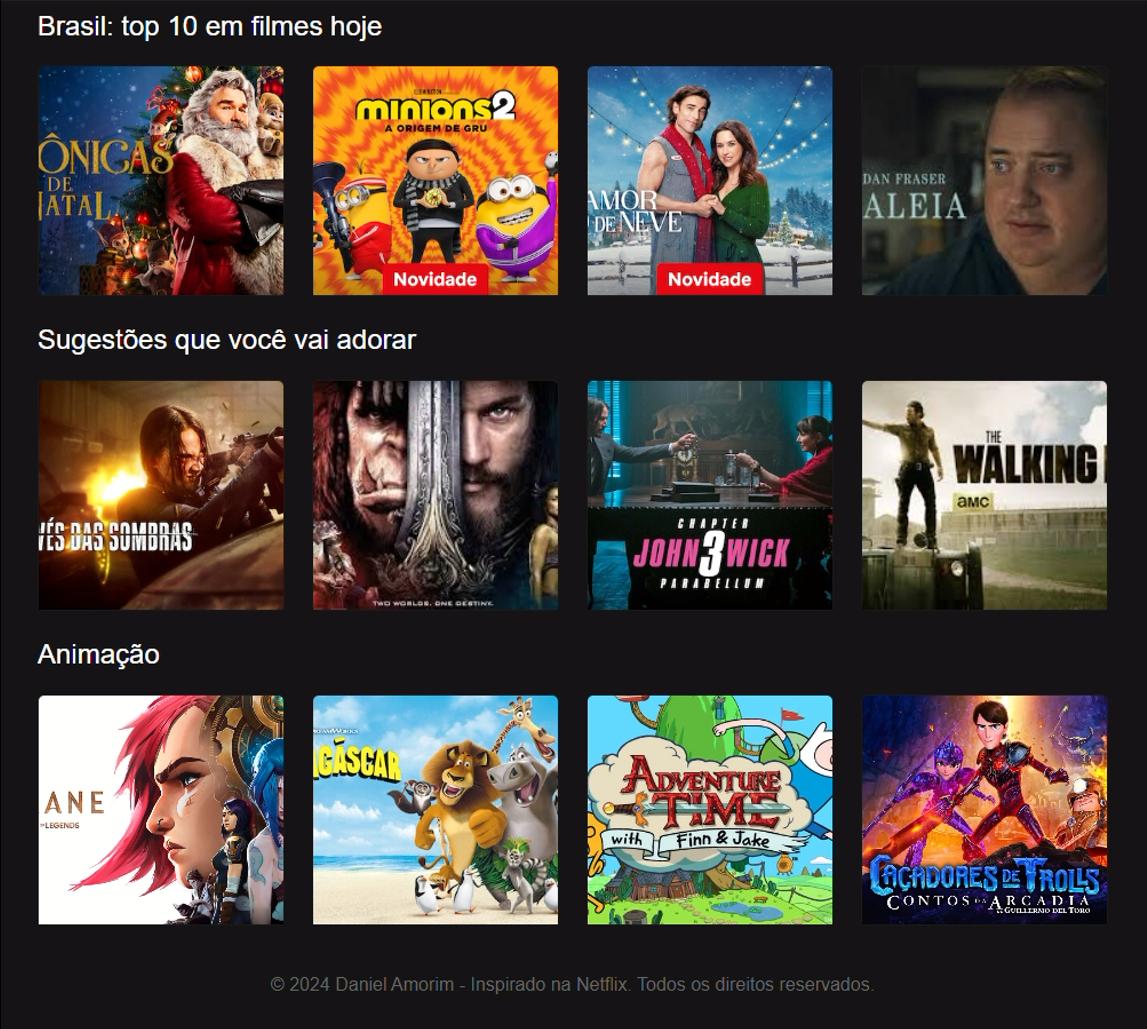 Brasil: top 10 em filmes hoje
ÔNICAS
DE
NATAL
minions2
A ORIGEM DE GRU
Novidade
AMOR
DE NEVE
Novidade
DAN FRASER
ALEIA
Sugestões que você vai adorar
VÉS DAS SOMBRAS
TWO WORLDS. ONE DESTINY.
CHAPTER
JOHN 3 WICK
PARABELLUM
THE
WALKING
amc
Animação
ANE
LEGENDS
GÁSCAR
ADVENTURE
TIME
with Finn & Jake
CAÇADORES DE TROLLS
CONTOS DA ARCADIA
DE GUILLERMO DEL TORO
© 2024 Daniel Amorim - Inspirado na Netflix. Todos os direitos reservados.